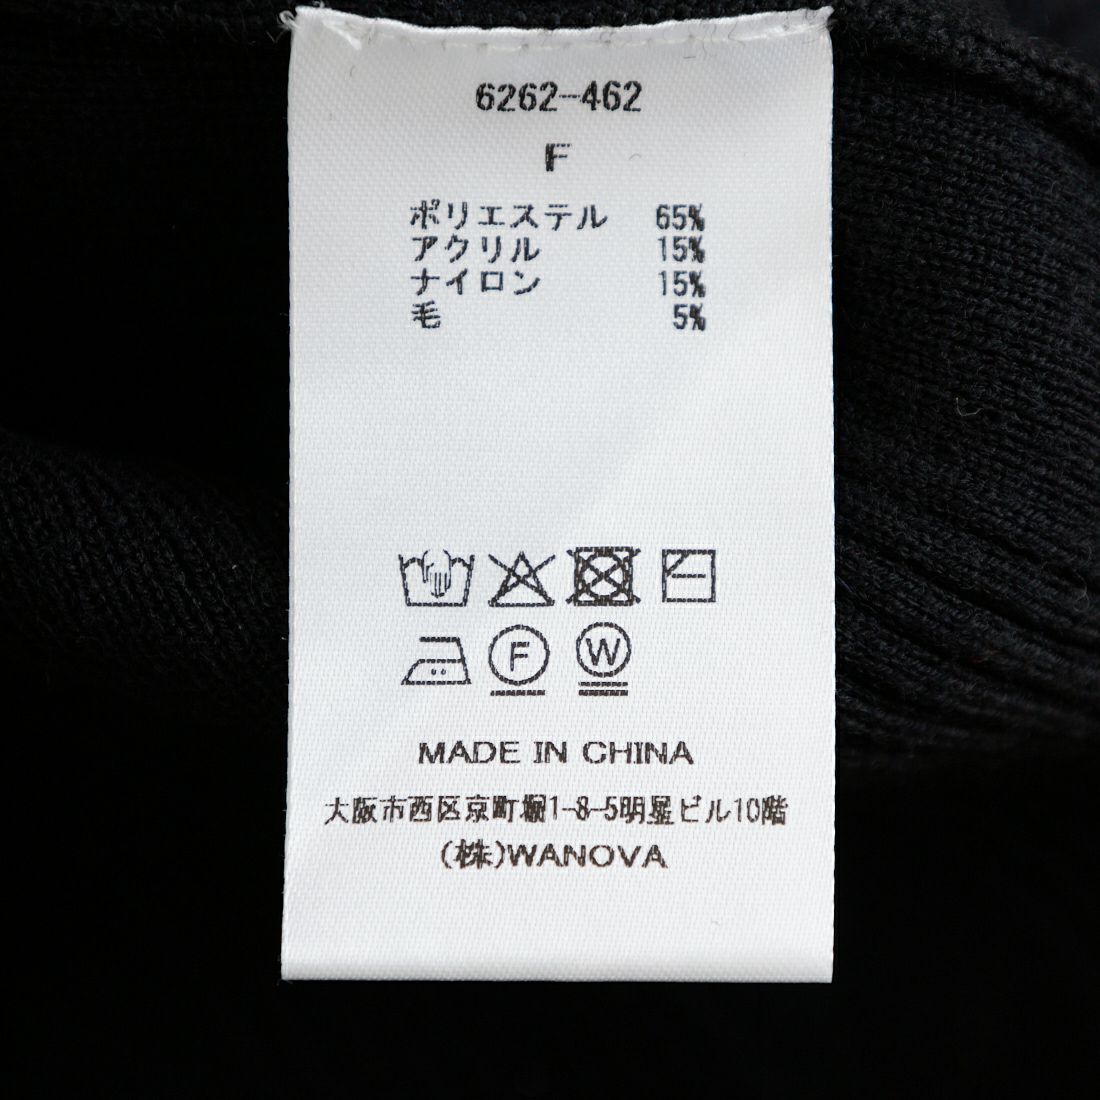 6262-462
F
ポリエステル 65%
アクリル 15%
ナイロン 15%
毛 5%
F W
MADE IN CHINA
大阪市西区京町堀1-8-5明星ビル10階
(株)WANOVA